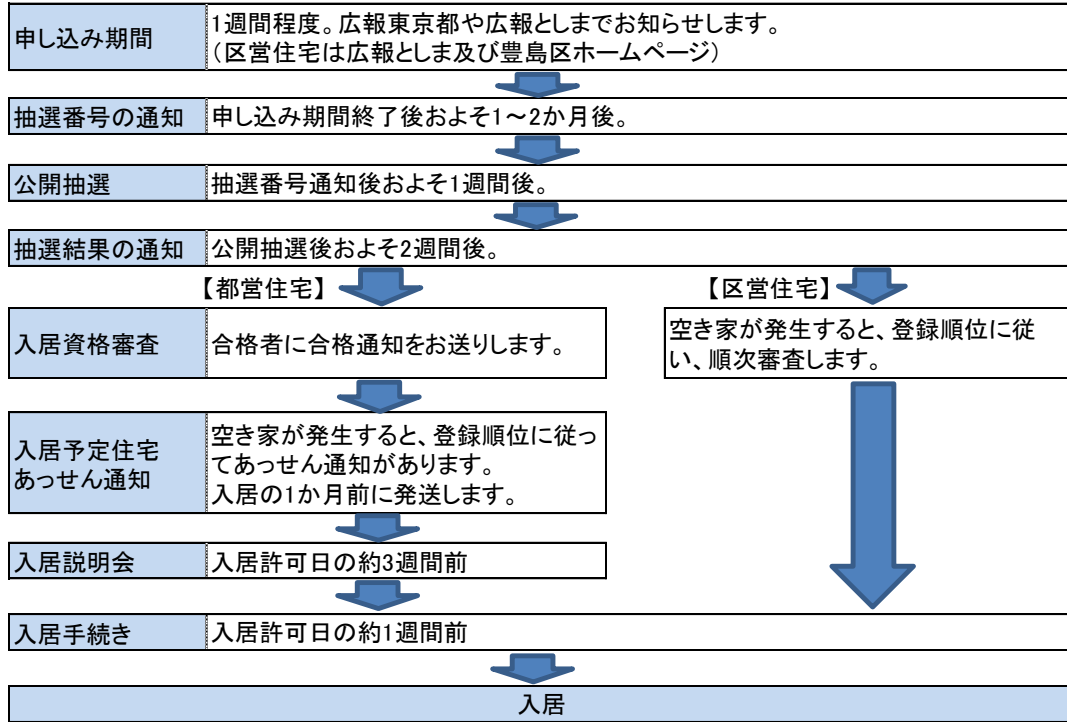 申し込み期間
1週間程度。広報東京都や広報としまでお知らせします。
（区営住宅は広報としま及び豊島区ホームページ）
抽選番号の通知
申し込み期間終了後およそ1～2か月後。
公開抽選
抽選番号通知後およそ1週間後。
抽選結果の通知
公開抽選後およそ2週間後。
【都営住宅】
【区営住宅】
入居資格審査
合格者に合格通知をお送りします。
空き家が発生すると、登録順位に従
い、順次審査します。
入居予定住宅
あっせん通知
空き家が発生すると、登録順位に従っ
てあっせん通知があります。
入居の1か月前に発送します。
入居説明会
入居許可日の約3週間前
入居手続き
入居許可日の約1週間前
入居